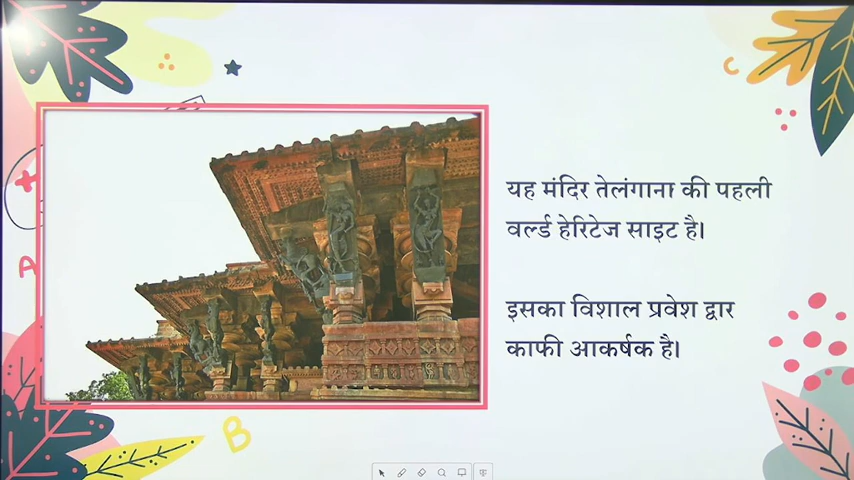 यह मंदिर तेलंगाना की पहली
वर्ल्ड हेरिटेज साइट है।
इसका विशाल प्रवेश द्वार
काफी आकर्षक है।
A
B